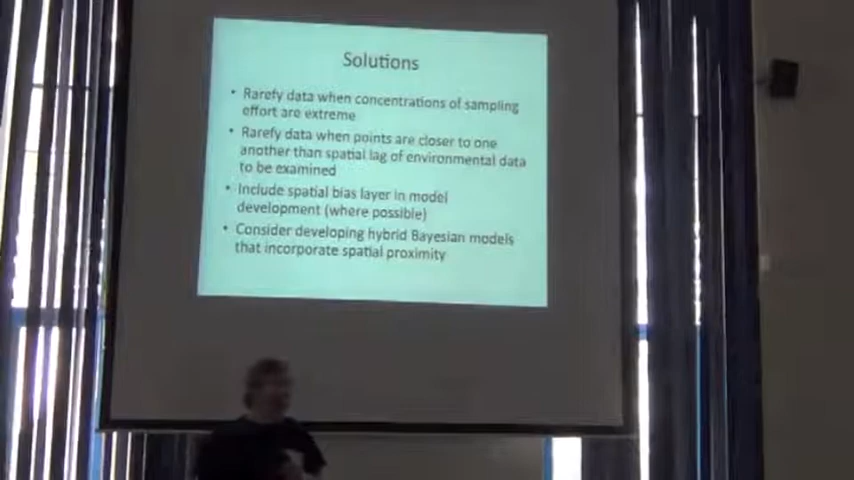 Solutions
• Rarefy data when concentrations of sampling
effort are extreme
• Rarefy data when points are closer to one
another than spatial lag of environmental data
to be examined
• Include spatial bias layer in model
development (where possible)
• Consider developing hybrid Bayesian models
that incorporate spatial proximity